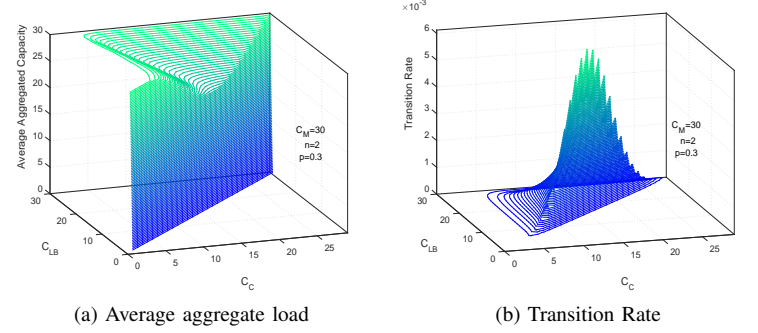 ×10⁻³
Average Aggregated Capacity
30
25
20
15
10
5
0
30
20
10
0
C_LB
0
5
10
15
20
25
C_C
C_M=30
n=2
p=0.3
(a) Average aggregate load
Transition Rate
6
5
4
3
2
1
0
30
20
10
0
C_LB
0
5
10
15
20
25
C_C
C_M=30
n=2
p=0.3
(b) Transition Rate